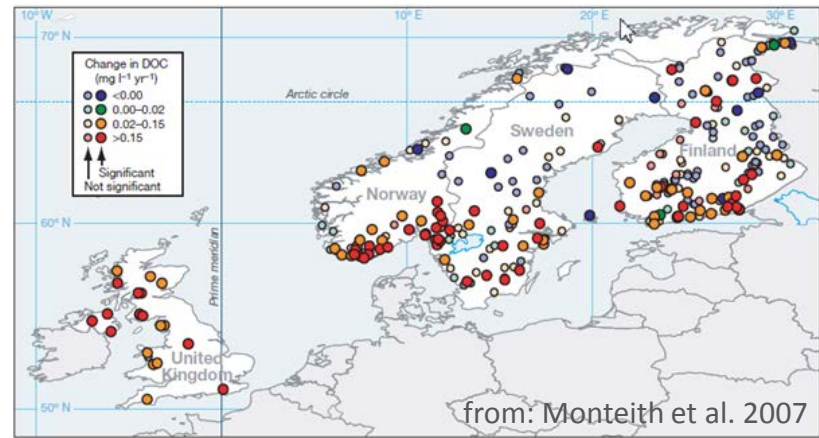 10° W
10° E
20° E
30° E
70° N
Change in DOC
(mg l⁻¹ yr⁻¹)
<0.00
0.00–0.02
0.02–0.15
>0.15
Significant
Not significant
Arctic circle
Sweden
Finland
Norway
60° N
Prime meridian
United
Kingdom
50° N
from: Monteith et al. 2007